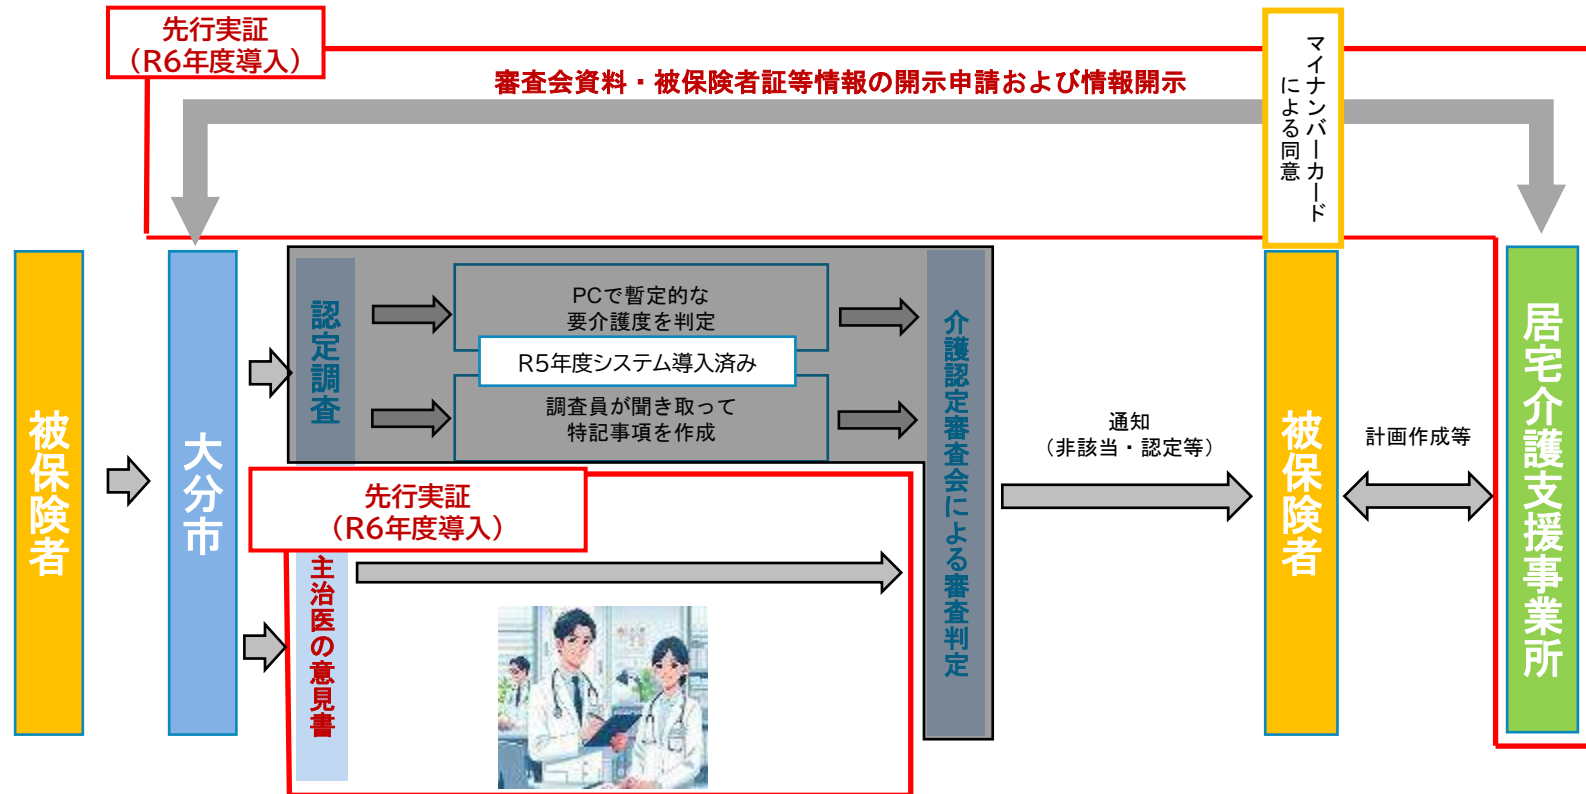 先行実証
（R6年度導入）
審査会資料・被保険者証等情報の開示申請および情報開示
マイナンバーカード
による同意
被保険者
大分市
認定調査
PCで暫定的な
要介護度を判定
R5年度システム導入済み
調査員が聞き取って
特記事項を作成
先行実証
（R6年度導入）
主治医の意見書
介護認定審査会による審査判定
通知
（非該当・認定等）
被保険者
計画作成等
居宅介護支援事業所